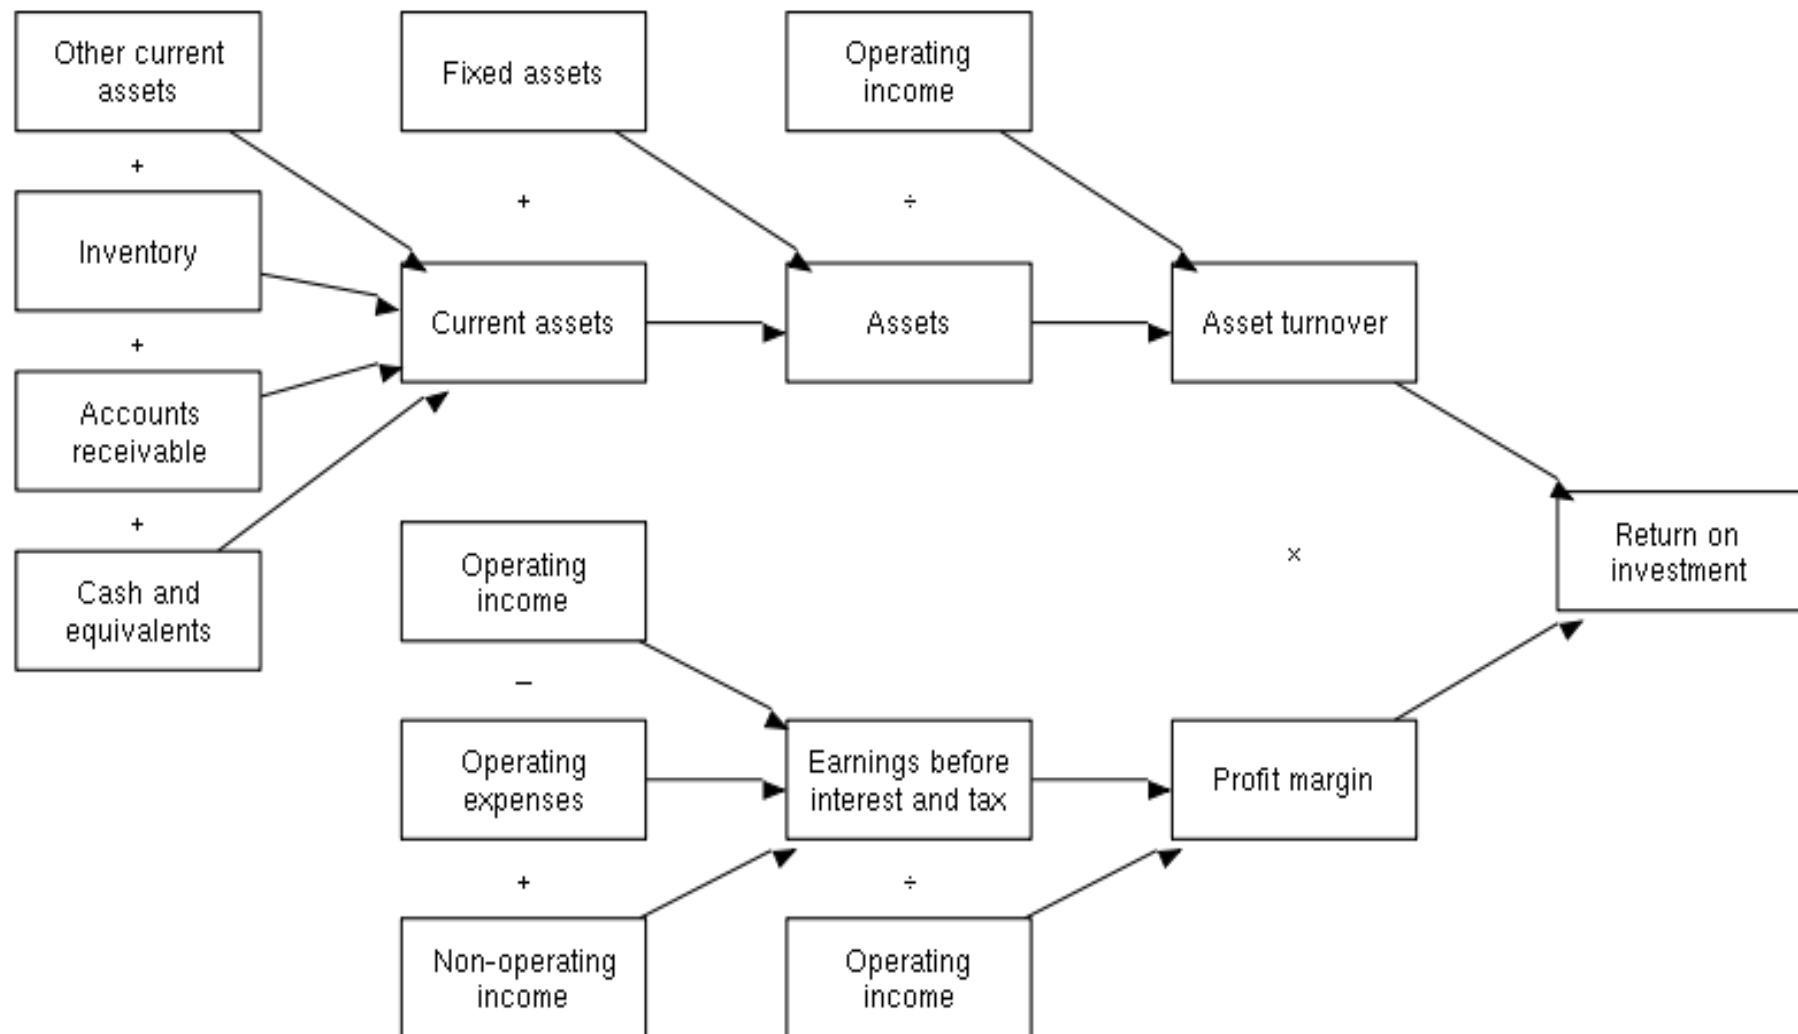 Other current
assets
+
Inventory
+
Accounts
receivable
+
Cash and
equivalents
Fixed assets
+
Current assets
Operating
income
÷
Assets
Asset turnover
Operating
income
–
Operating
expenses
+
Non-operating
income
Earnings before
interest and tax
÷
Operating
income
Profit margin
×
Return on
investment